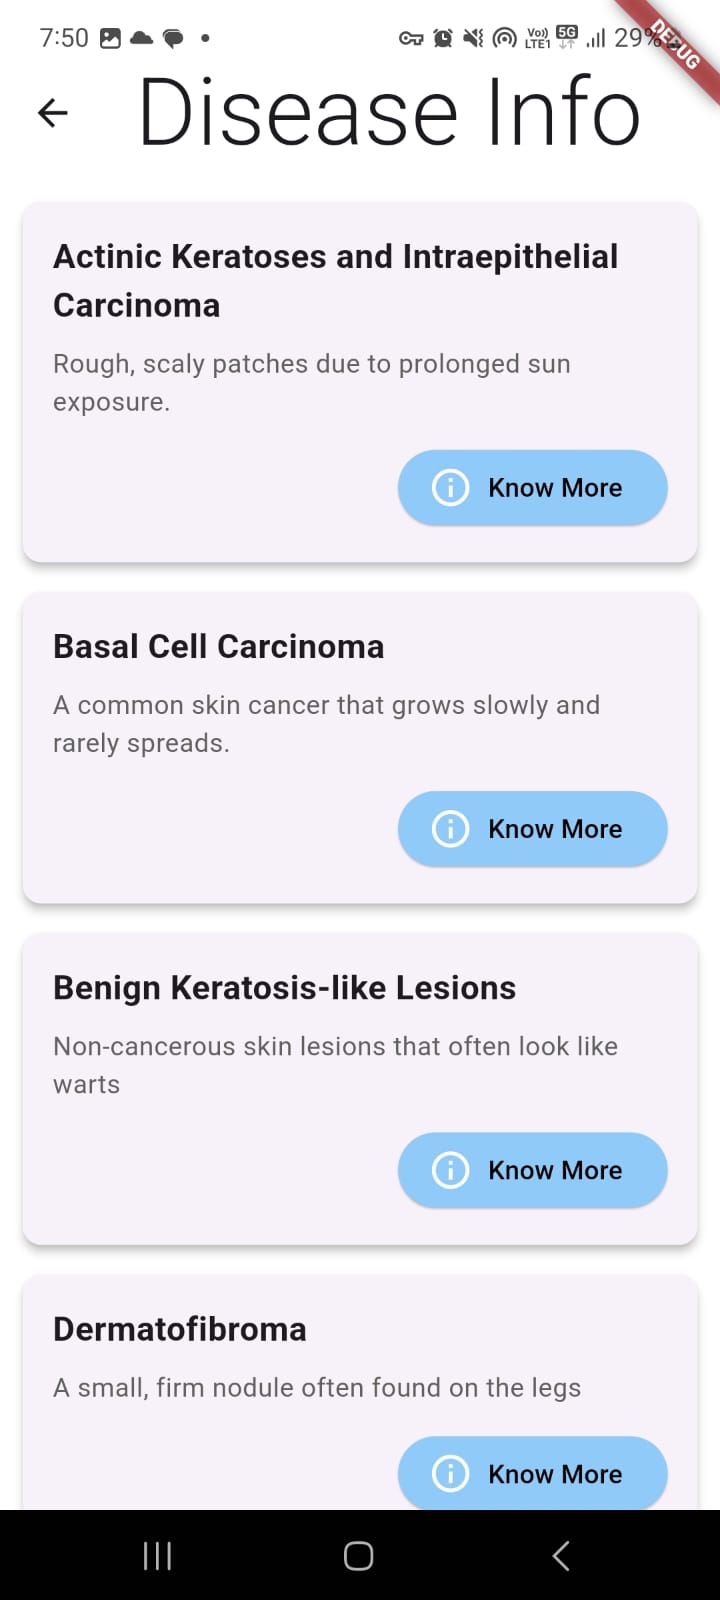 7:50
Vo)) LTE1 5G 29%
DEBUG
Disease Info
Actinic Keratoses and Intraepithelial
Carcinoma
Rough, scaly patches due to prolonged sun
exposure.
Know More
Basal Cell Carcinoma
A common skin cancer that grows slowly and
rarely spreads.
Know More
Benign Keratosis-like Lesions
Non-cancerous skin lesions that often look like
warts
Know More
Dermatofibroma
A small, firm nodule often found on the legs
Know More